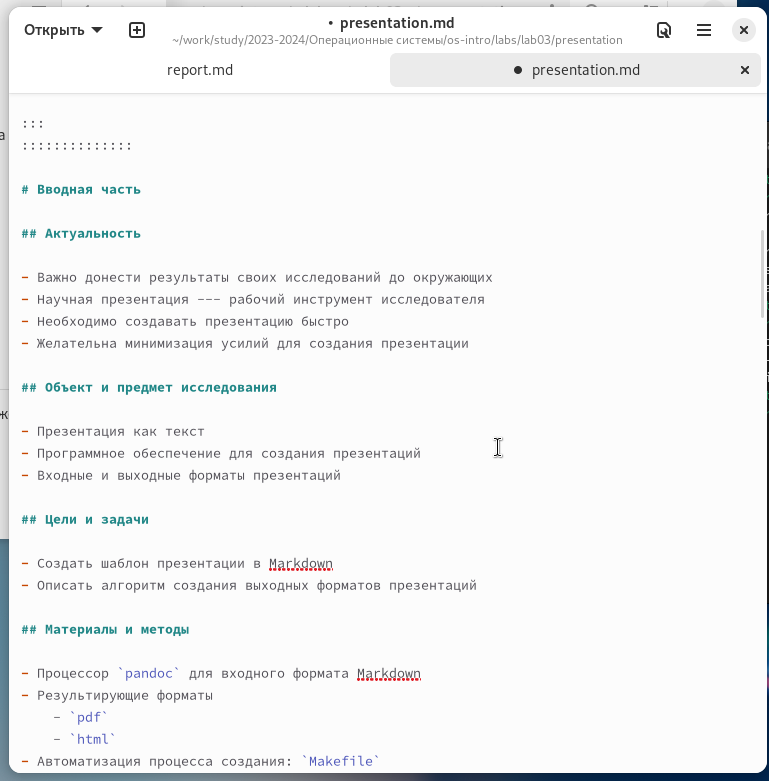 Открыть
• presentation.md
~/work/study/2023-2024/Операционные системы/os-intro/labs/lab03/presentation
report.md
● presentation.md
:::
::::::::::::::
# Вводная часть
## Актуальность
- Важно донести результаты своих исследований до окружающих
- Научная презентация --- рабочий инструмент исследователя
- Необходимо создавать презентацию быстро
- Желательна минимизация усилий для создания презентации
## Объект и предмет исследования
- Презентация как текст
- Программное обеспечение для создания презентаций
- Входные и выходные форматы презентаций
## Цели и задачи
- Создать шаблон презентации в Markdown
- Описать алгоритм создания выходных форматов презентаций
## Материалы и методы
- Процессор `pandoc` для входного формата Markdown
- Результирующие форматы
- `pdf`
- `html`
- Автоматизация процесса создания: `Makefile`